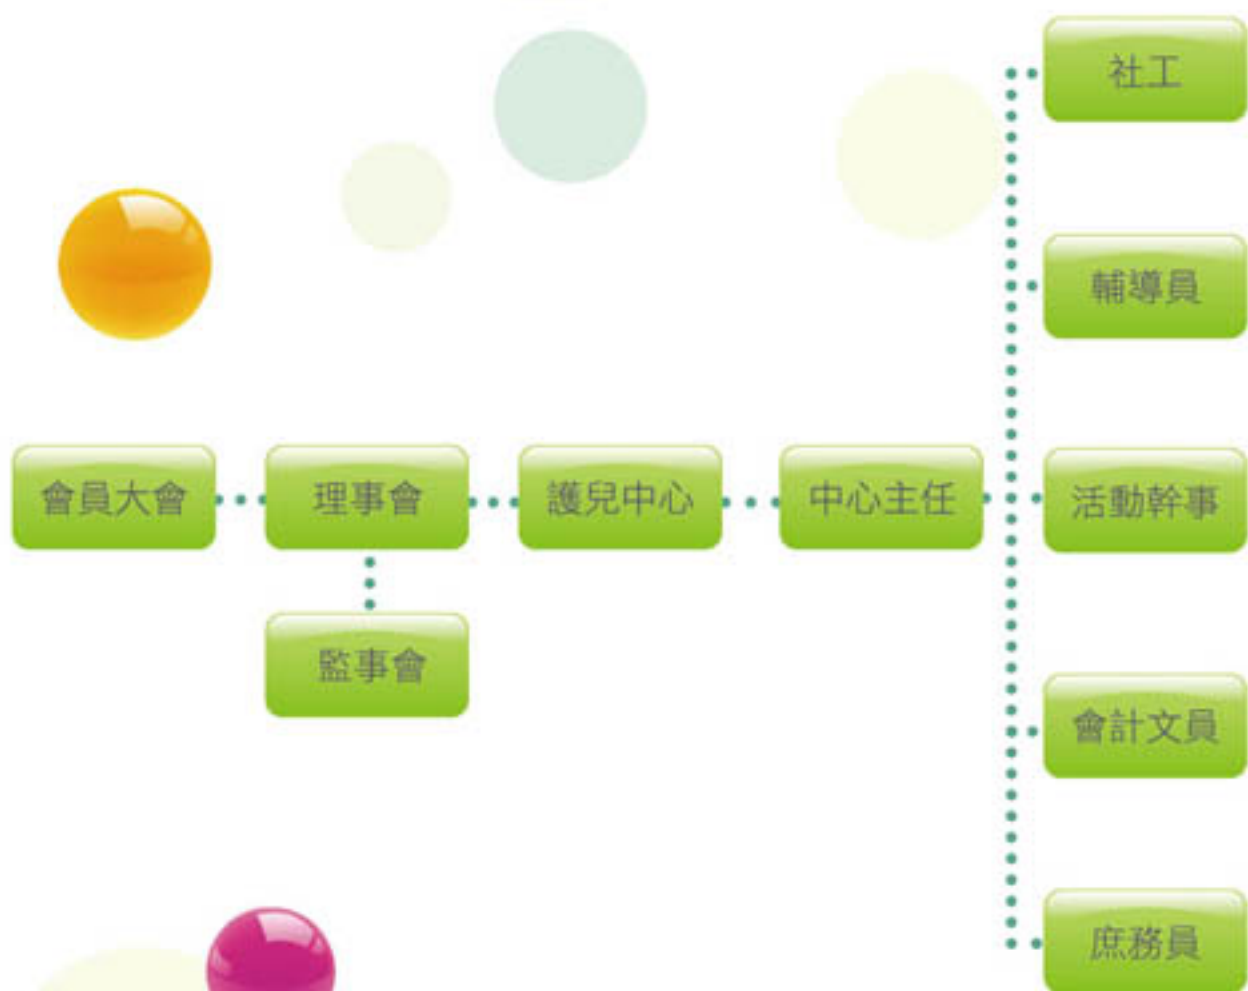 社工
輔導員
會員大會
理事會
護兒中心
中心主任
活動幹事
監事會
會計文員
庶務員